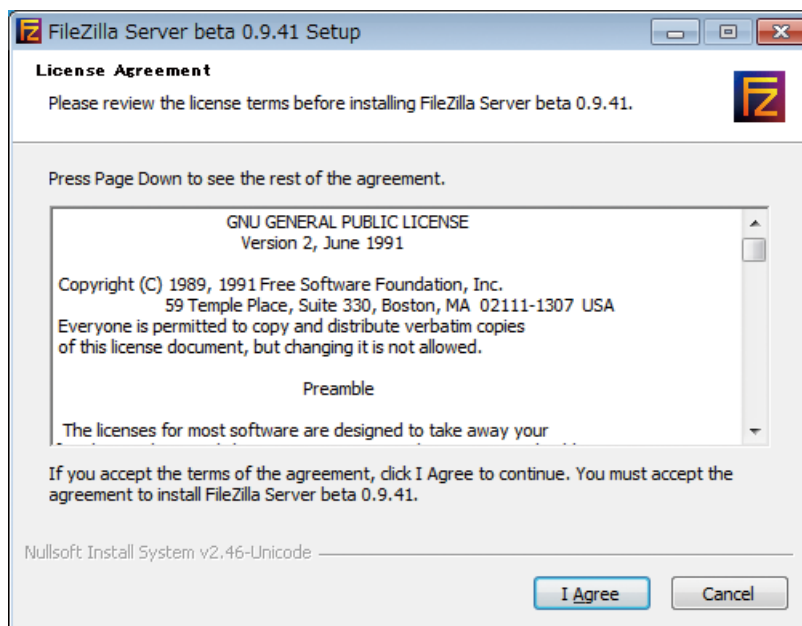 FileZilla Server beta 0.9.41 Setup
License Agreement
Please review the license terms before installing FileZilla Server beta 0.9.41.
Press Page Down to see the rest of the agreement.
GNU GENERAL PUBLIC LICENSE
Version 2, June 1991
Copyright (C) 1989, 1991 Free Software Foundation, Inc.
59 Temple Place, Suite 330, Boston, MA 02111-1307 USA
Everyone is permitted to copy and distribute verbatim copies
of this license document, but changing it is not allowed.
Preamble
The licenses for most software are designed to take away your
If you accept the terms of the agreement, click I Agree to continue. You must accept the
agreement to install FileZilla Server beta 0.9.41.
Nullsoft Install System v2.46-Unicode
I Agree
Cancel